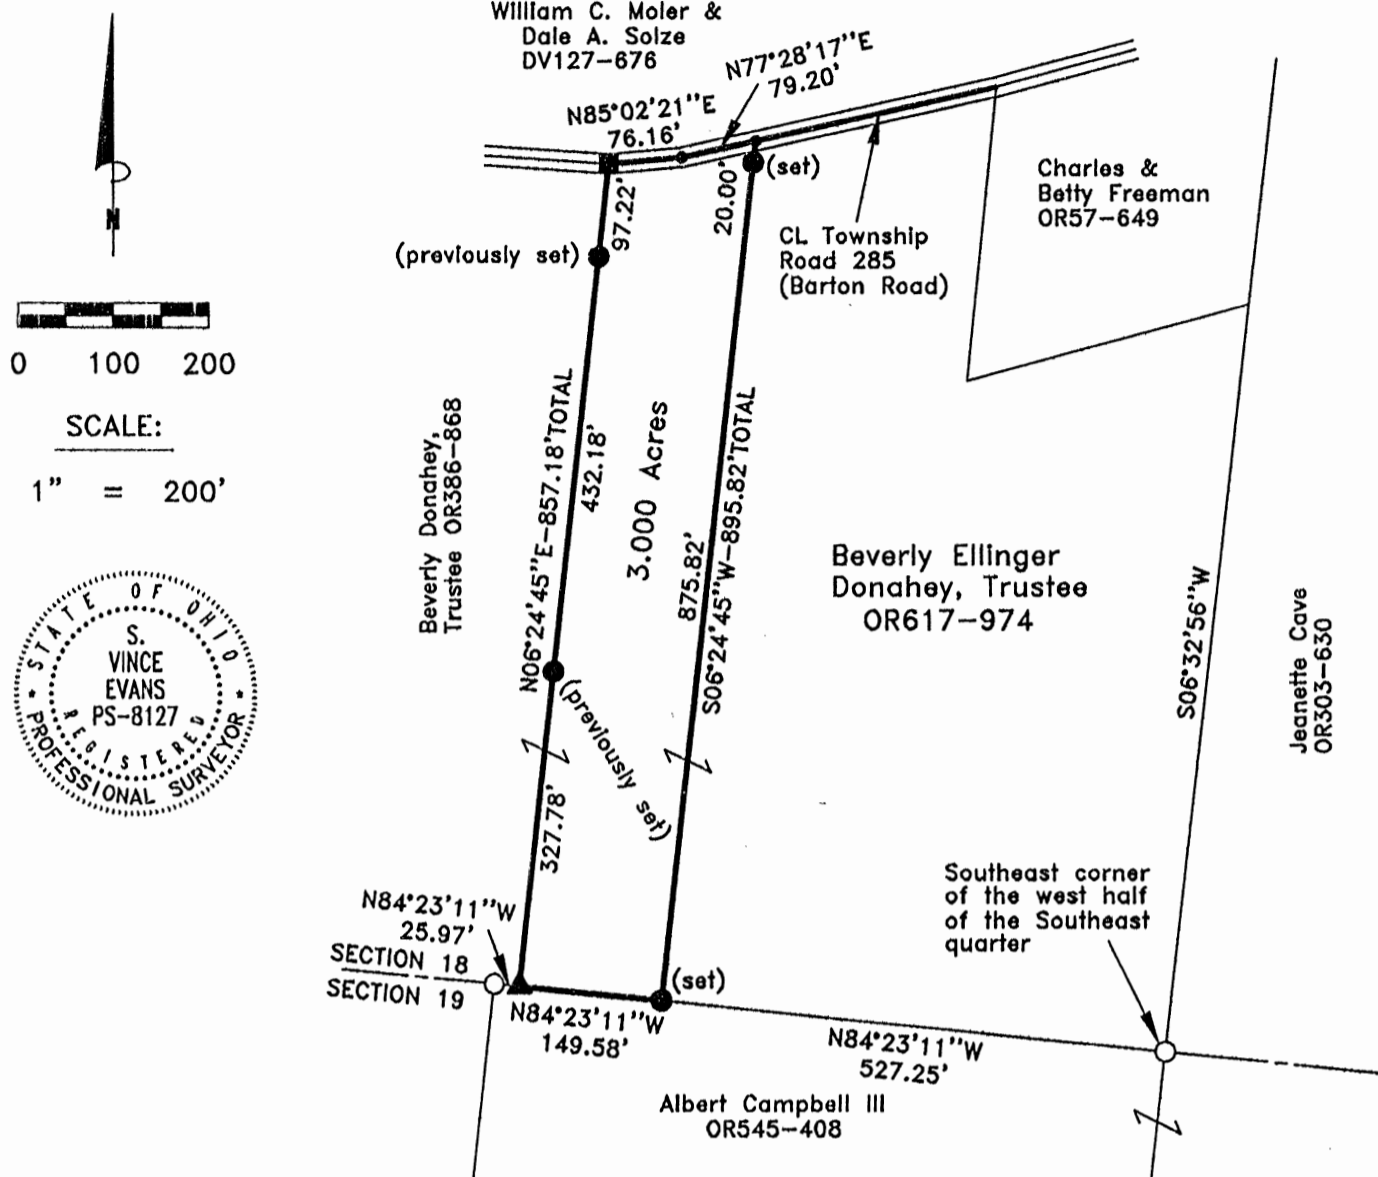 William C. Moler &
Dale A. Solze
DV127-676
N77°28'17"E
79.20'
N85°02'21"E
76.16'
(set)
20.00'
97.22'
(previously set)
CL Township
Road 285
(Barton Road)
Charles &
Betty Freeman
OR57-649
N
0 100 200
SCALE:
1" = 200'
STATE OF OHIO
S.
VINCE
EVANS
PS-8127
REGISTERED
PROFESSIONAL SURVEYOR
Beverly Donahey,
Trustee OR386-868
N06°24'45"E-857.18'TOTAL
432.18'
3.000 Acres
875.82'
S06°24'45"W-895.82'TOTAL
Beverly Ellinger
Donahey, Trustee
OR617-974
S06°32'56"W
Jeanette Cave
OR303-630
(previously set)
327.78'
N84°23'11"W
25.97'
SECTION 18
SECTION 19
(set)
N84°23'11"W
149.58'
N84°23'11"W
527.25'
Southeast corner
of the west half
of the Southeast
quarter
Albert Campbell III
OR545-408